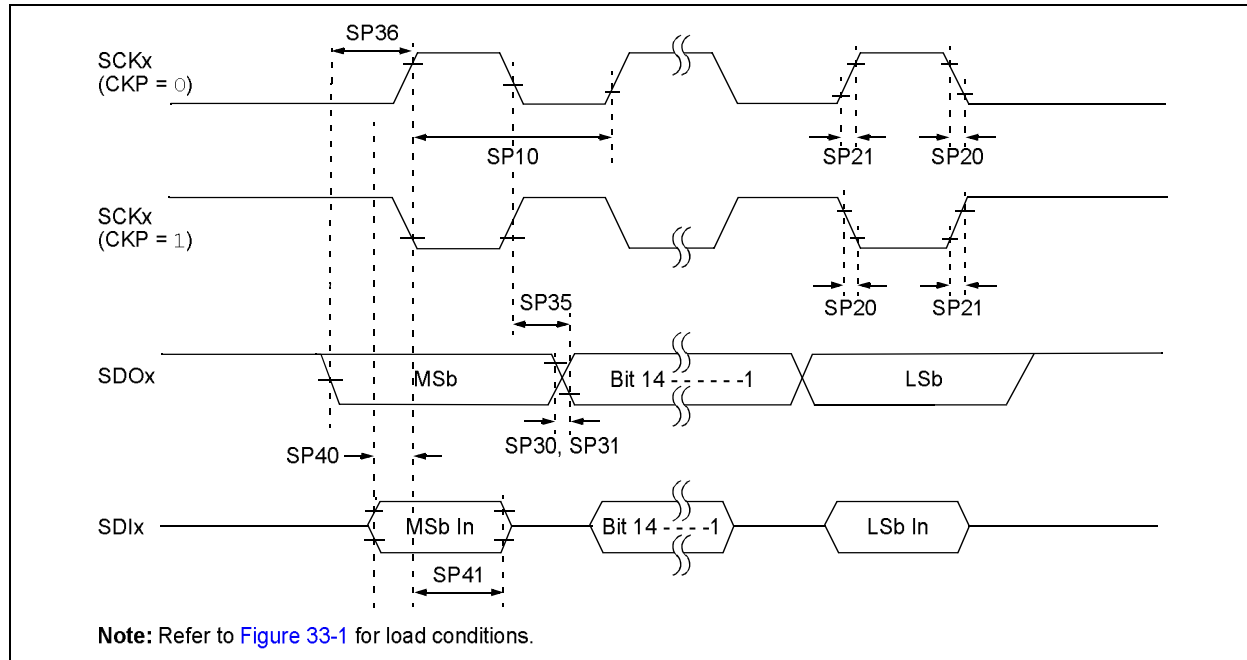 SP36
SCKx
(CKP = 0)
SP10
SP21
SP20
SCKx
(CKP = 1)
SP35
SP20
SP21
SDOx
MSb
Bit 14 - - - - - -1
LSb
SP30, SP31
SP40
SDIx
MSb In
Bit 14 - - - - -1
LSb In
SP41
Note: Refer to Figure 33-1 for load conditions.